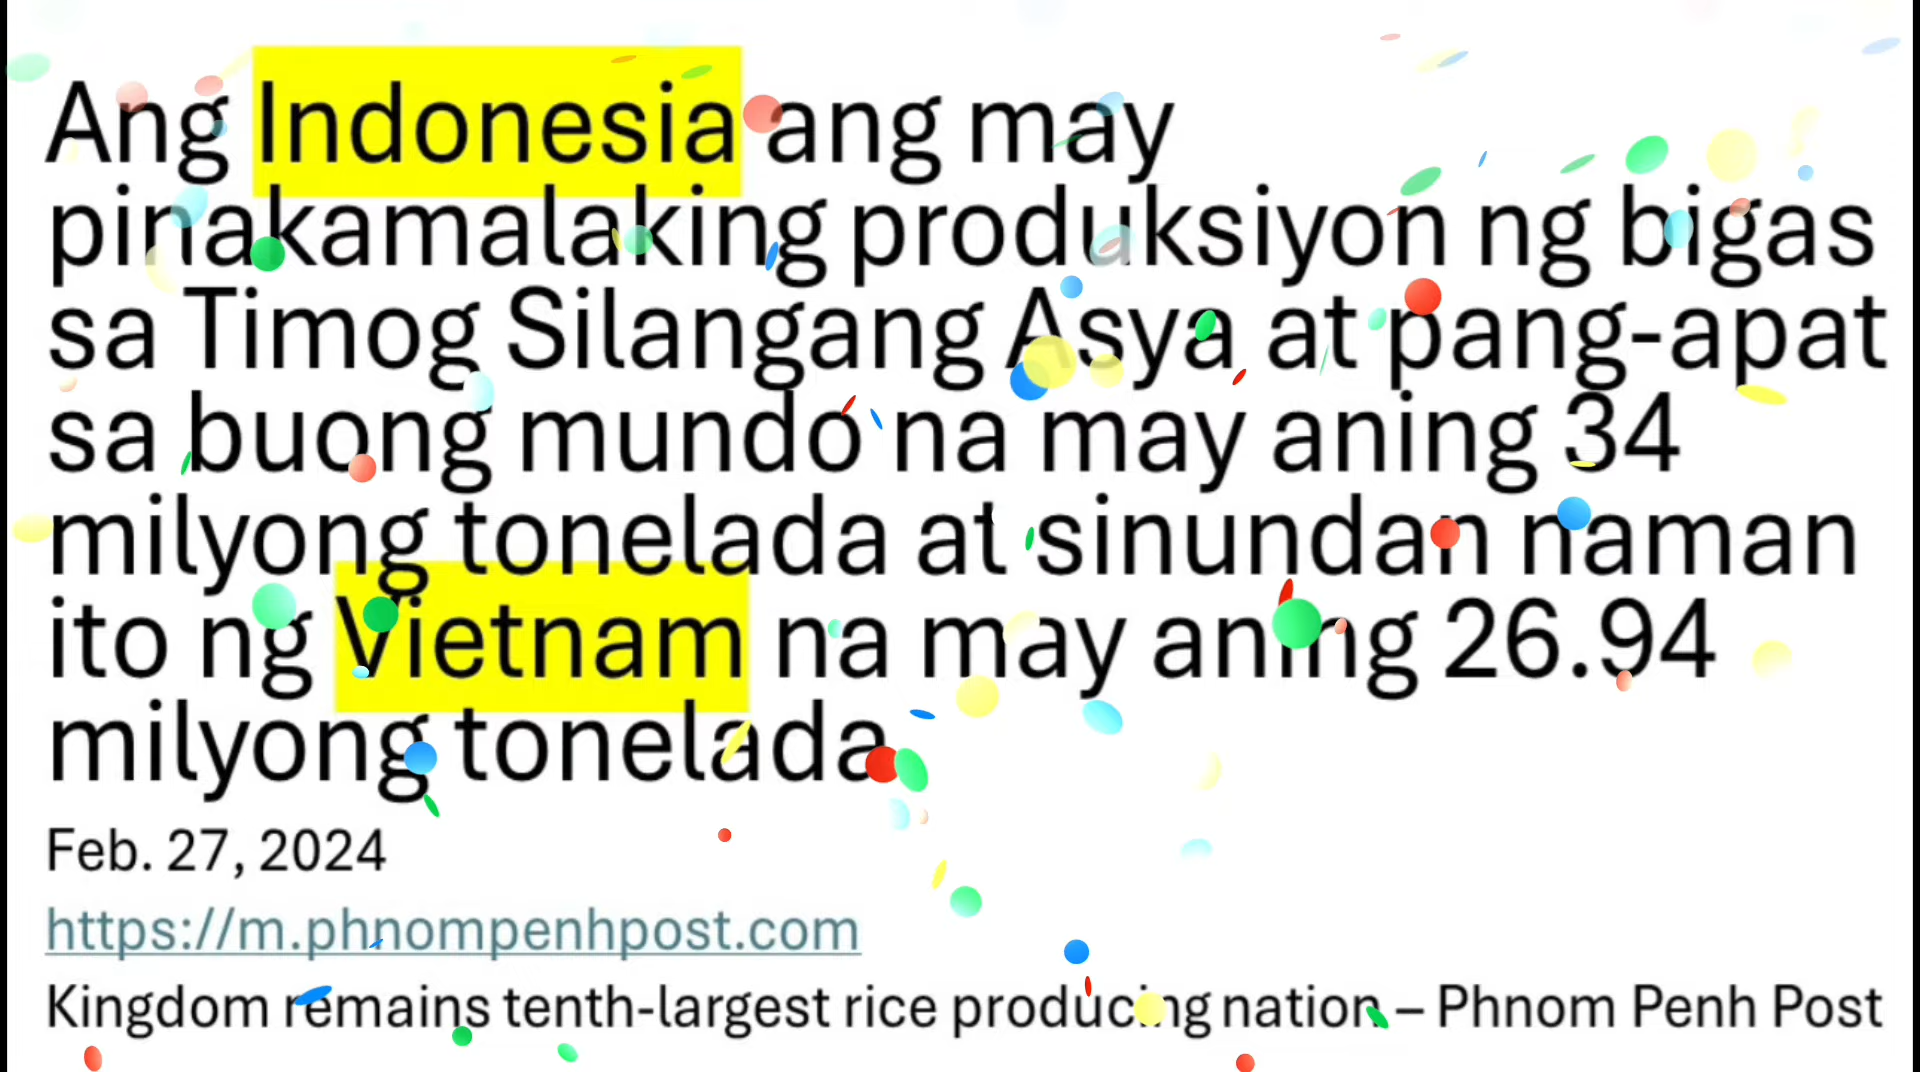 Ang Indonesia ang may
pinakamalaking produksiyon ng bigas
sa Timog Silangang Asya at pang-apat
sa buong mundo na may aning 34
milyong tonelada at sinundan naman
ito ng Vietnam na may aning 26.94
milyong tonelada
Feb. 27, 2024
https://m.phnompenhpost.com
Kingdom remains tenth-largest rice producing nation – Phnom Penh Post